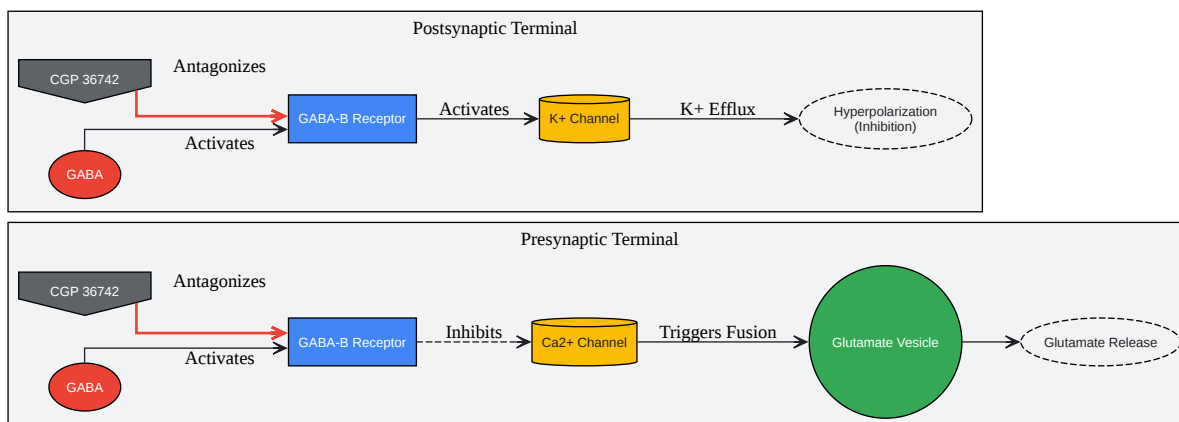 Postsynaptic Terminal
CGP 36742
Antagonizes
GABA-B Receptor
Activates
K+ Channel
K+ Efflux
Hyperpolarization
(Inhibition)
Activates
GABA
Presynaptic Terminal
CGP 36742
Antagonizes
GABA-B Receptor
Inhibits
Ca2+ Channel
Triggers Fusion
Glutamate Vesicle
Glutamate Release
Activates
GABA